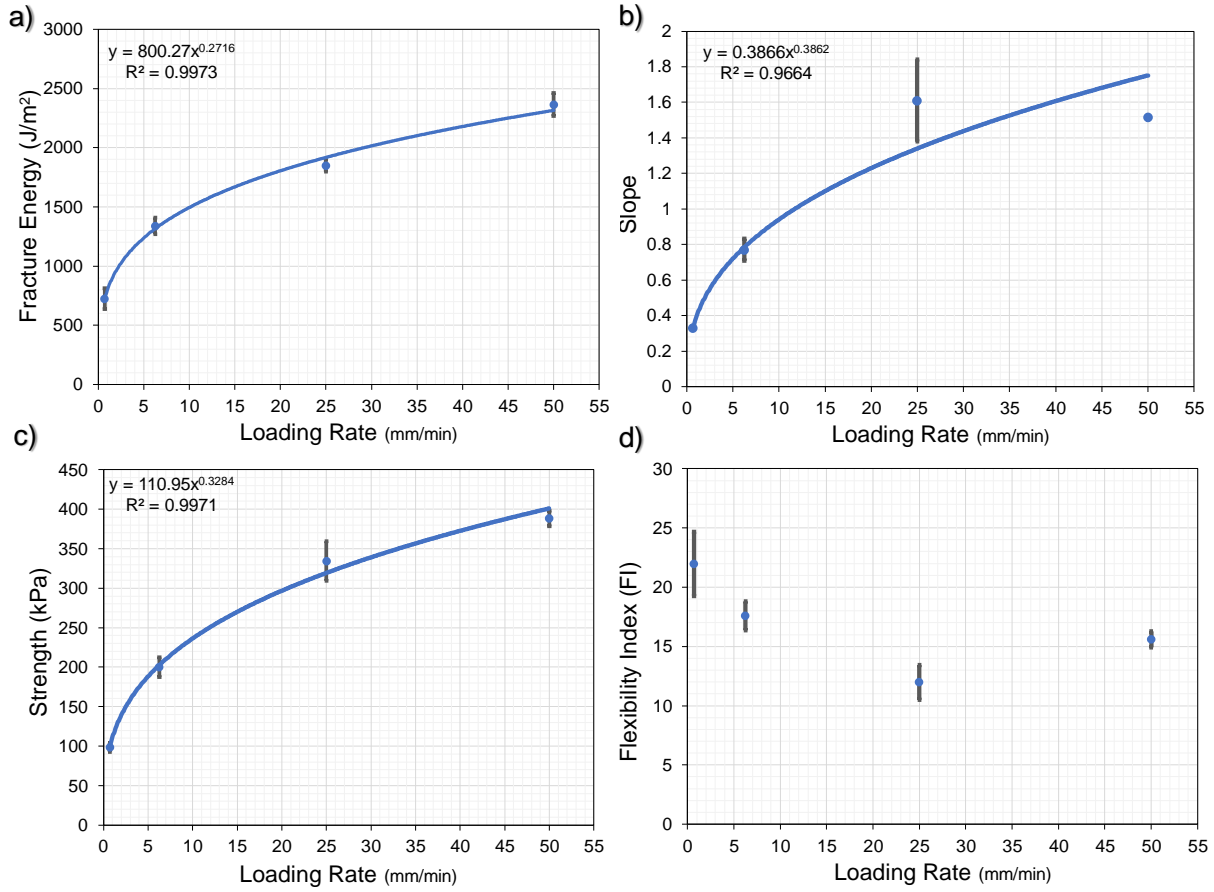 a)
y = 800.27x^0.2716
R² = 0.9973
Fracture Energy (J/m²)
3000
2500
2000
1500
1000
500
0
0 5 10 15 20 25 30 35 40 45 50 55
Loading Rate (mm/min)
b)
y = 0.3866x^0.3862
R² = 0.9664
Slope
2
1.8
1.6
1.4
1.2
1
0.8
0.6
0.4
0.2
0
0 5 10 15 20 25 30 35 40 45 50 55
Loading Rate (mm/min)
c)
y = 110.95x^0.3284
R² = 0.9971
Strength (kPa)
450
400
350
300
250
200
150
100
50
0
0 5 10 15 20 25 30 35 40 45 50 55
Loading Rate (mm/min)
d)
Flexibility Index (FI)
30
25
20
15
10
5
0
0 5 10 15 20 25 30 35 40 45 50 55
Loading Rate (mm/min)